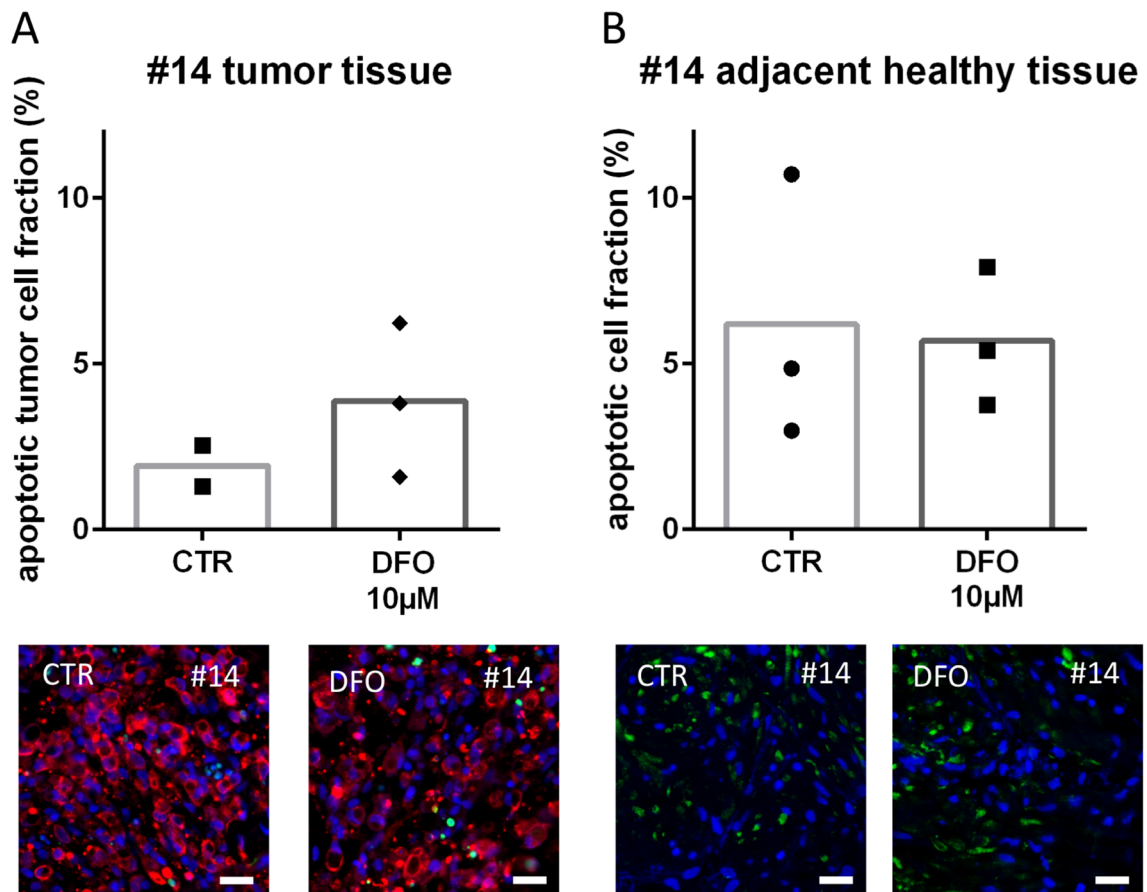 A
#14 tumor tissue
apoptotic tumor cell fraction (%)
10
5
0
CTR
DFO
10µM
CTR #14
DFO #14
B
#14 adjacent healthy tissue
apoptotic cell fraction (%)
10
5
0
CTR
DFO
10µM
CTR #14
DFO #14